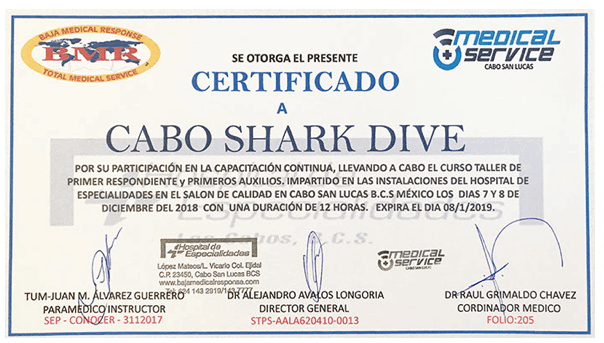 BAJA MEDICAL RESPONSE
BMR
TOTAL MEDICAL SERVICE
MEDICAL
SERVICE
CABO SAN LUCAS
SE OTORGA EL PRESENTE
CERTIFICADO
A
CABO SHARK DIVE
POR SU PARTICIPACIÓN EN LA CAPACITACIÓN CONTINUA, LLEVANDO A CABO EL CURSO TALLER DE
PRIMER RESPONDIENTE y PRIMEROS AUXILIOS. IMPARTIDO EN LAS INSTALACIONES DEL HOSPITAL DE
ESPECIALIDADES EN EL SALON DE CALIDAD EN CABO SAN LUCAS B.C.S MÉXICO LOS DIAS 7 Y 8 DE
DICIEMBRE DEL 2018 CON UNA DURACIÓN DE 12 HORAS. EXPIRA EL DIA 08/1/2019.
Especialidades
Los Cabos, B.C.S.
Hospital de
Especialidades
López Mateos/L. Vicario Col. Ejidal
C.P. 23450, Cabo San Lucas BCS
www.bajamedicalresponse.com
MEDICAL
SERVICE
CABO SAN LUCAS
TUM-JUAN M. ÁLVAREZ GUERRERO
PARAMEDICO INSTRUCTOR
SEP - CONOCER - 3112017
DR ALEJANDRO AVALOS LONGORIA
DIRECTOR GENERAL
STPS-AALA620410-0013
DR RAUL GRIMALDO CHAVEZ
CORDINADOR MEDICO
FOLIO:205